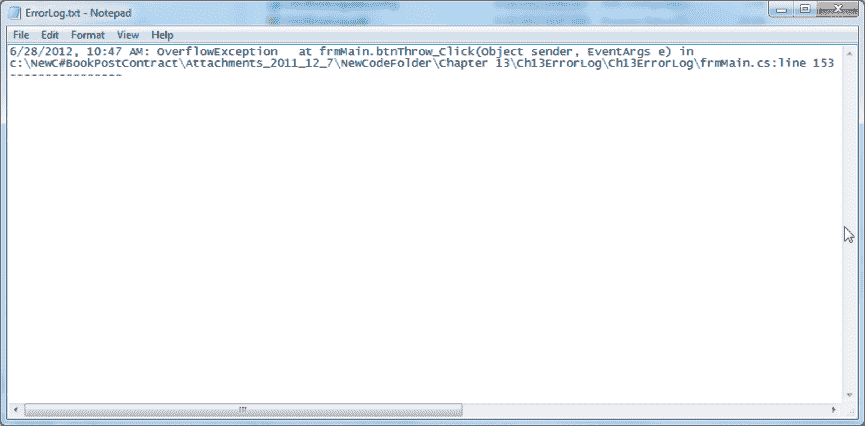 ErrorLog.txt - Notepad
File Edit Format View Help
6/28/2012, 10:47 AM: OverflowException   at frmMain.btnThrow_Click(Object sender, EventArgs e) in
c:\NewC#BookPostContract\Attachments_2011_12_7\NewCodeFolder\Chapter 13\Ch13ErrorLog\Ch13ErrorLog\frmMain.cs:line 153
----------------